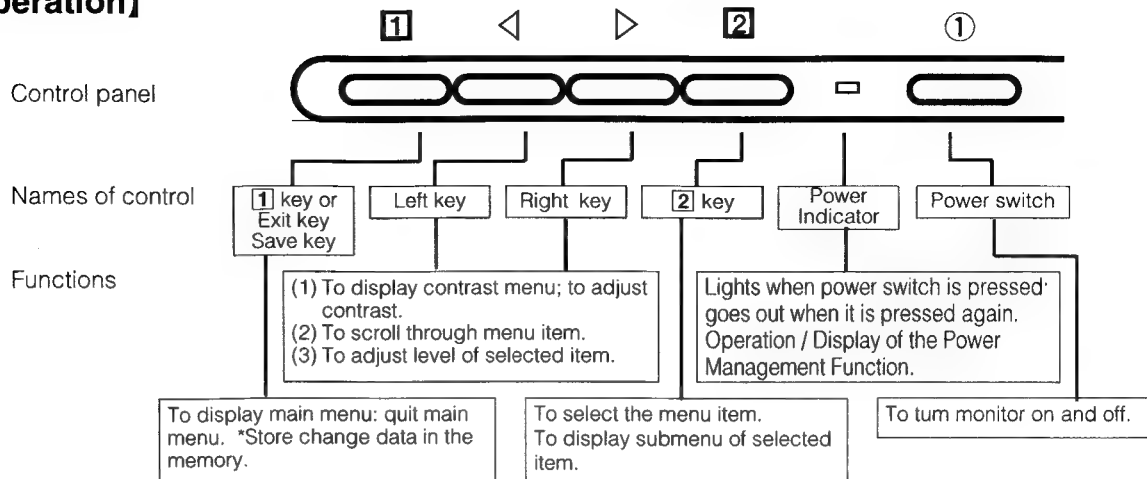 peration】
1 ◁ ▷ 2 ①
Control panel
Names of control
1 key or
Exit key
Save key
Left key
Right key
2 key
Power
Indicator
Power switch
Functions
(1) To display contrast menu; to adjust
contrast.
(2) To scroll through menu item.
(3) To adjust level of selected item.
Lights when power switch is pressed·
goes out when it is pressed again.
Operation / Display of the Power
Management Function.
To display main menu: quit main
menu. *Store change data in the
memory.
To select the menu item.
To display submenu of selected
item.
To turn monitor on and off.